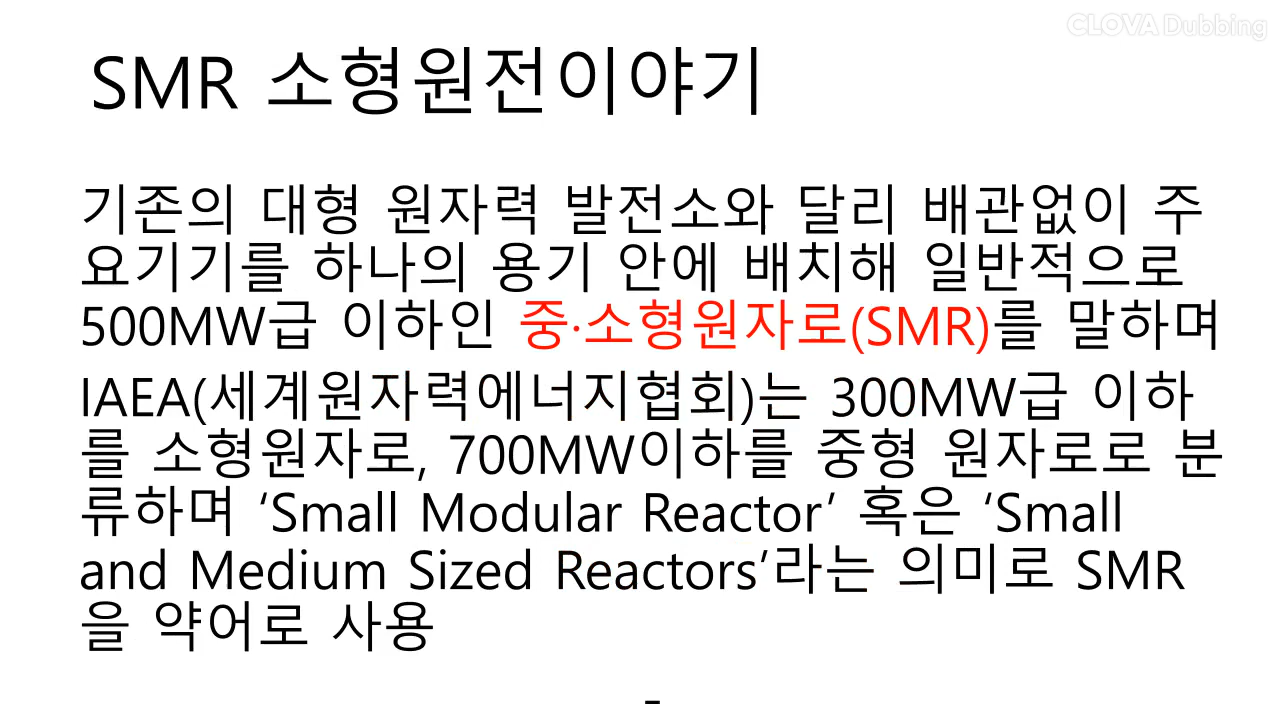 CLOVA Dubbing
SMR 소형원전이야기
기존의 대형 원자력 발전소와 달리 배관없이 주
요기기를 하나의 용기 안에 배치해 일반적으로
500MW급 이하인 중·소형원자로(SMR)를 말하며
IAEA(세계원자력에너지협회)는 300MW급 이하
를 소형원자로, 700MW이하를 중형 원자로로 분
류하며 ‘Small Modular Reactor’ 혹은 ‘Small
and Medium Sized Reactors’라는 의미로 SMR
을 약어로 사용